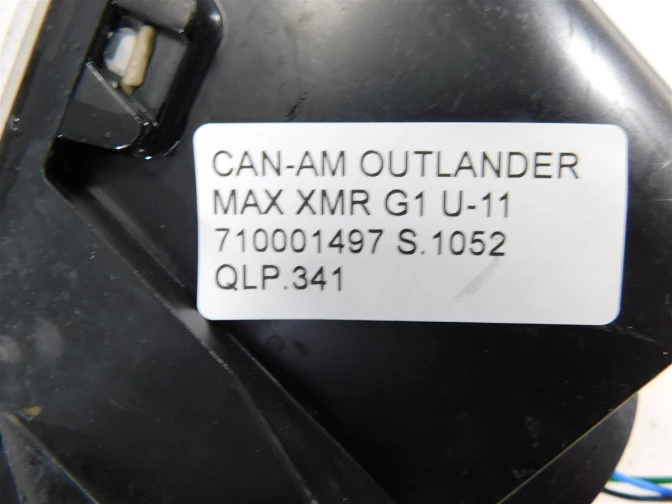 CAN-AM OUTLANDER
MAX XMR G1 U-11
710001497 S.1052
QLP.341